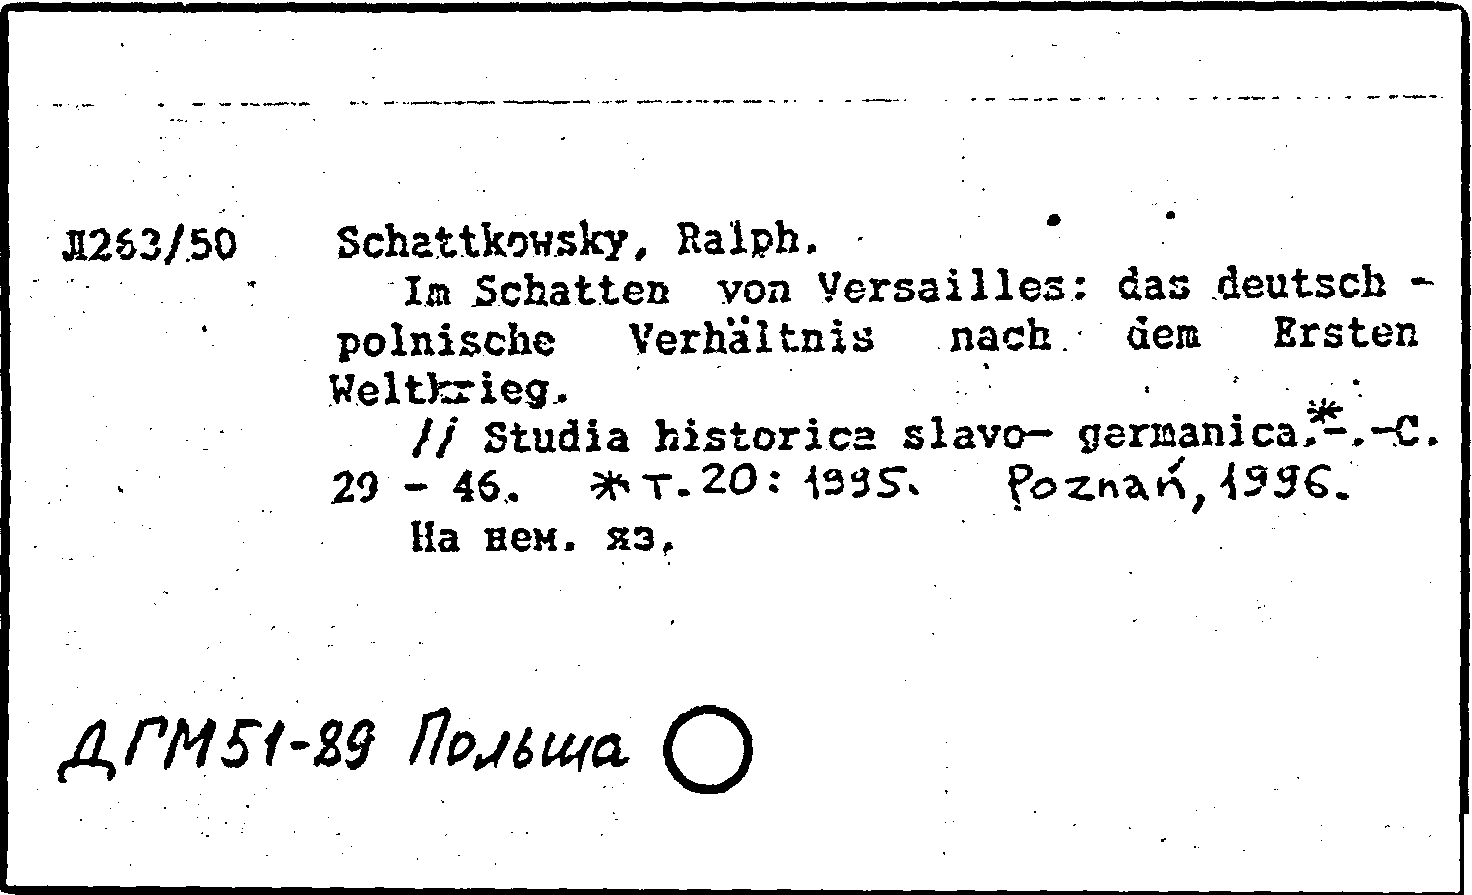 Л263/50 Schattkowsky, Ralph.
Im Schatten von Versailles: das deutsch -
polnische Verhältnis nach dem Ersten
Weltkrieg.
// Studia historica slavo- germanica.*-.-С.
29 - 46. * т. 20: 1995. Poznań, 1996.
На нем. яз.
ДГМ51-89 Польша